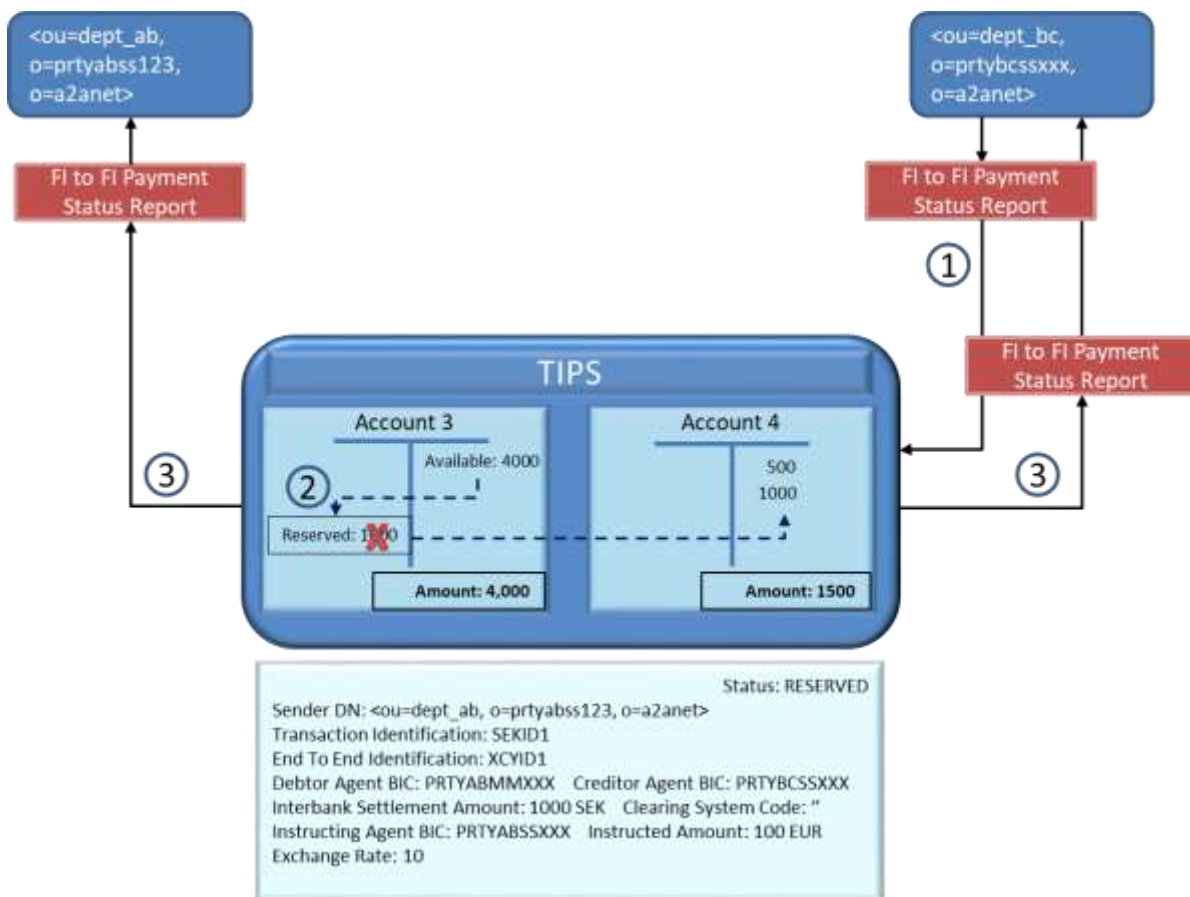 <ou=dept_ab,
o=prtyabss123,
o=a2anet>
<ou=dept_bc,
o=prtybcssxxx,
o=a2anet>
FI to FI Payment
Status Report
FI to FI Payment
Status Report
1
FI to FI Payment
Status Report
TIPS
Account 3
Available: 4000
2
Reserved:
Amount: 4,000
Account 4
500
1000
Amount: 1500
3
3
Status: RESERVED
Sender DN: <ou=dept_ab, o=prtyabss123, o=a2anet>
Transaction Identification: SEKID1
End To End Identification: XCYID1
Debtor Agent BIC: PRTYABMMXXX Creditor Agent BIC: PRTYBCSSXXX
Interbank Settlement Amount: 1000 SEK Clearing System Code: “
Instructing Agent BIC: PRTYABSSXXX Instructed Amount: 100 EUR
Exchange Rate: 10